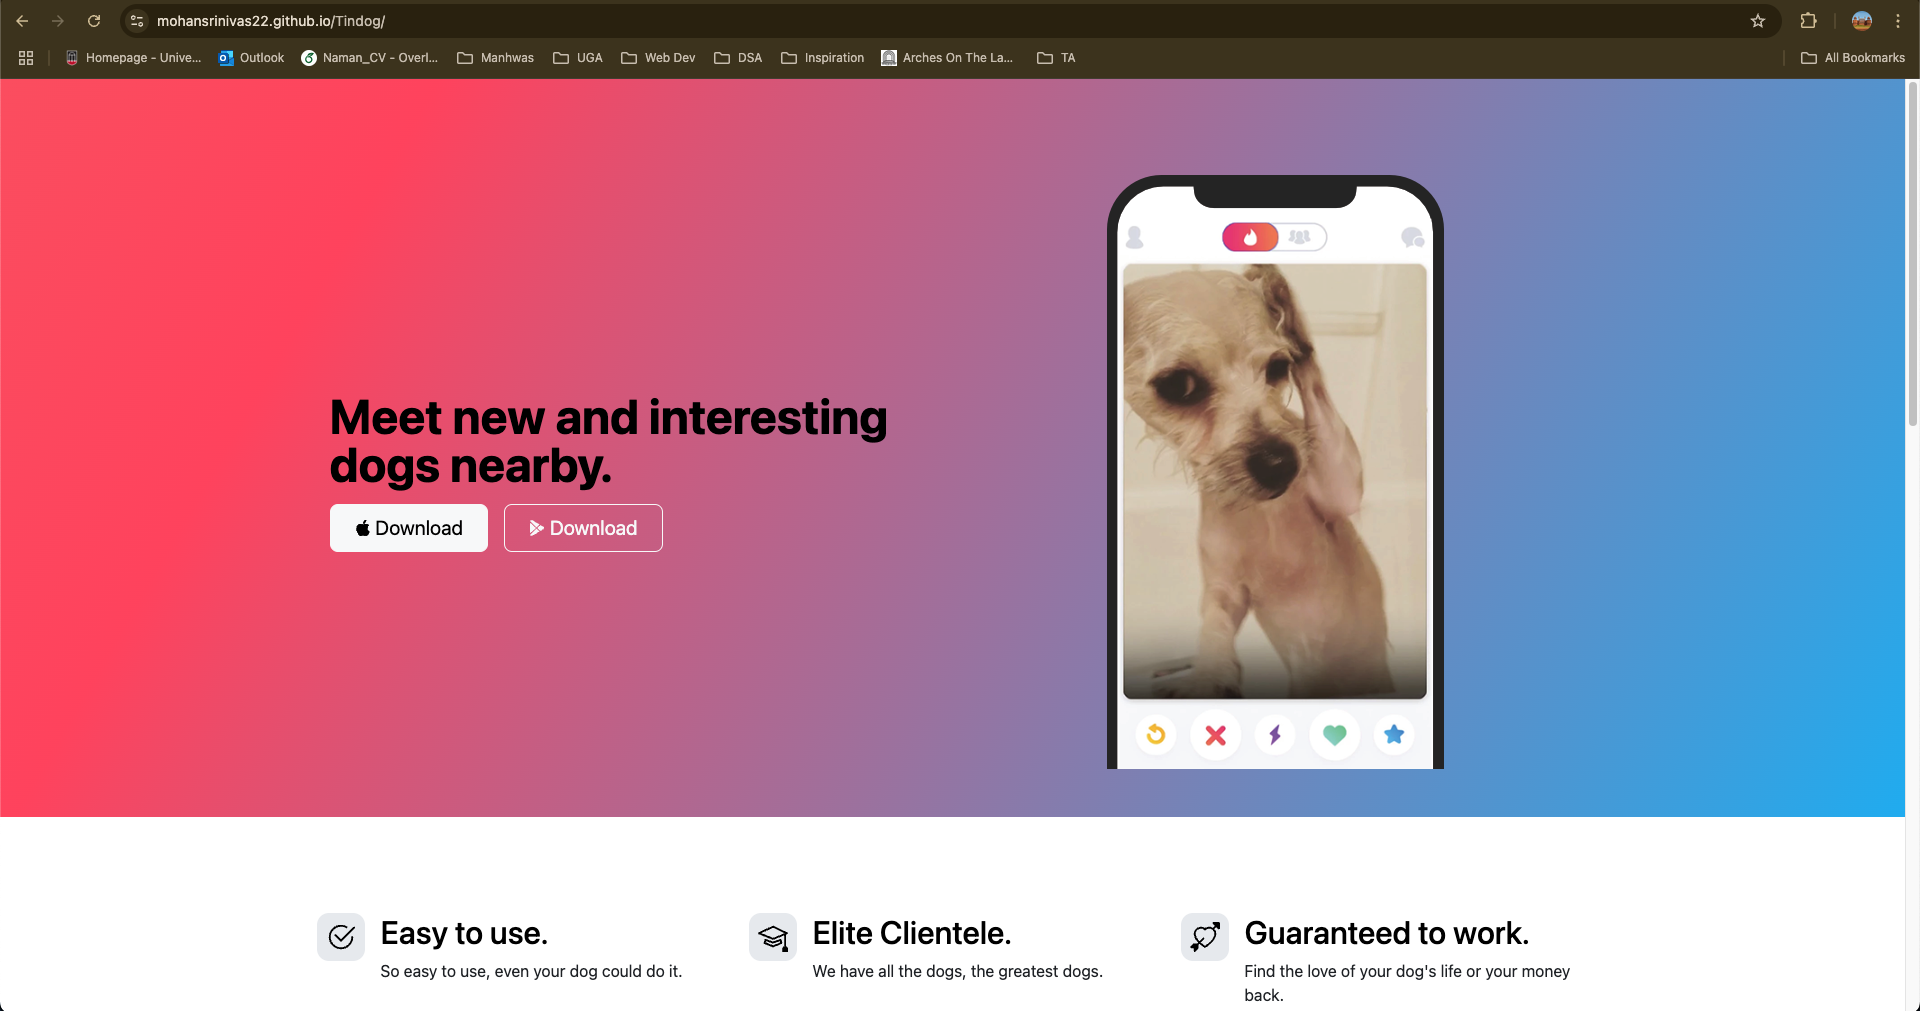 mohansrinivas22.github.io/Tindog/
Homepage - Unive...
Outlook
Naman_CV - Overl...
Manhwas
UGA
Web Dev
DSA
Inspiration
Arches On The La...
TA
All Bookmarks
Meet new and interesting
dogs nearby.
Download
Download
Easy to use.
So easy to use, even your dog could do it.
Elite Clientele.
We have all the dogs, the greatest dogs.
Guaranteed to work.
Find the love of your dog's life or your money
back.